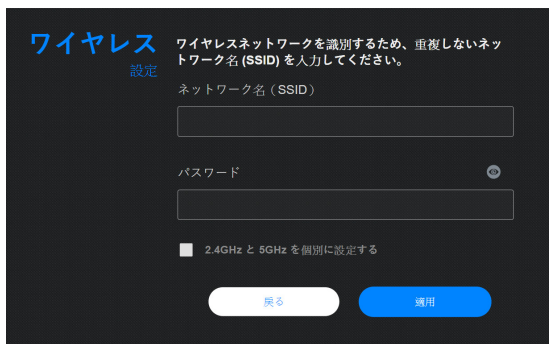 ワイヤレス
設定
ワイヤレスネットワークを識別するため、重複しないネッ
トワーク名 (SSID) を入力してください。
ネットワーク名（SSID）
パスワード
2.4GHz と 5GHz を個別に設定する
戻る
適用